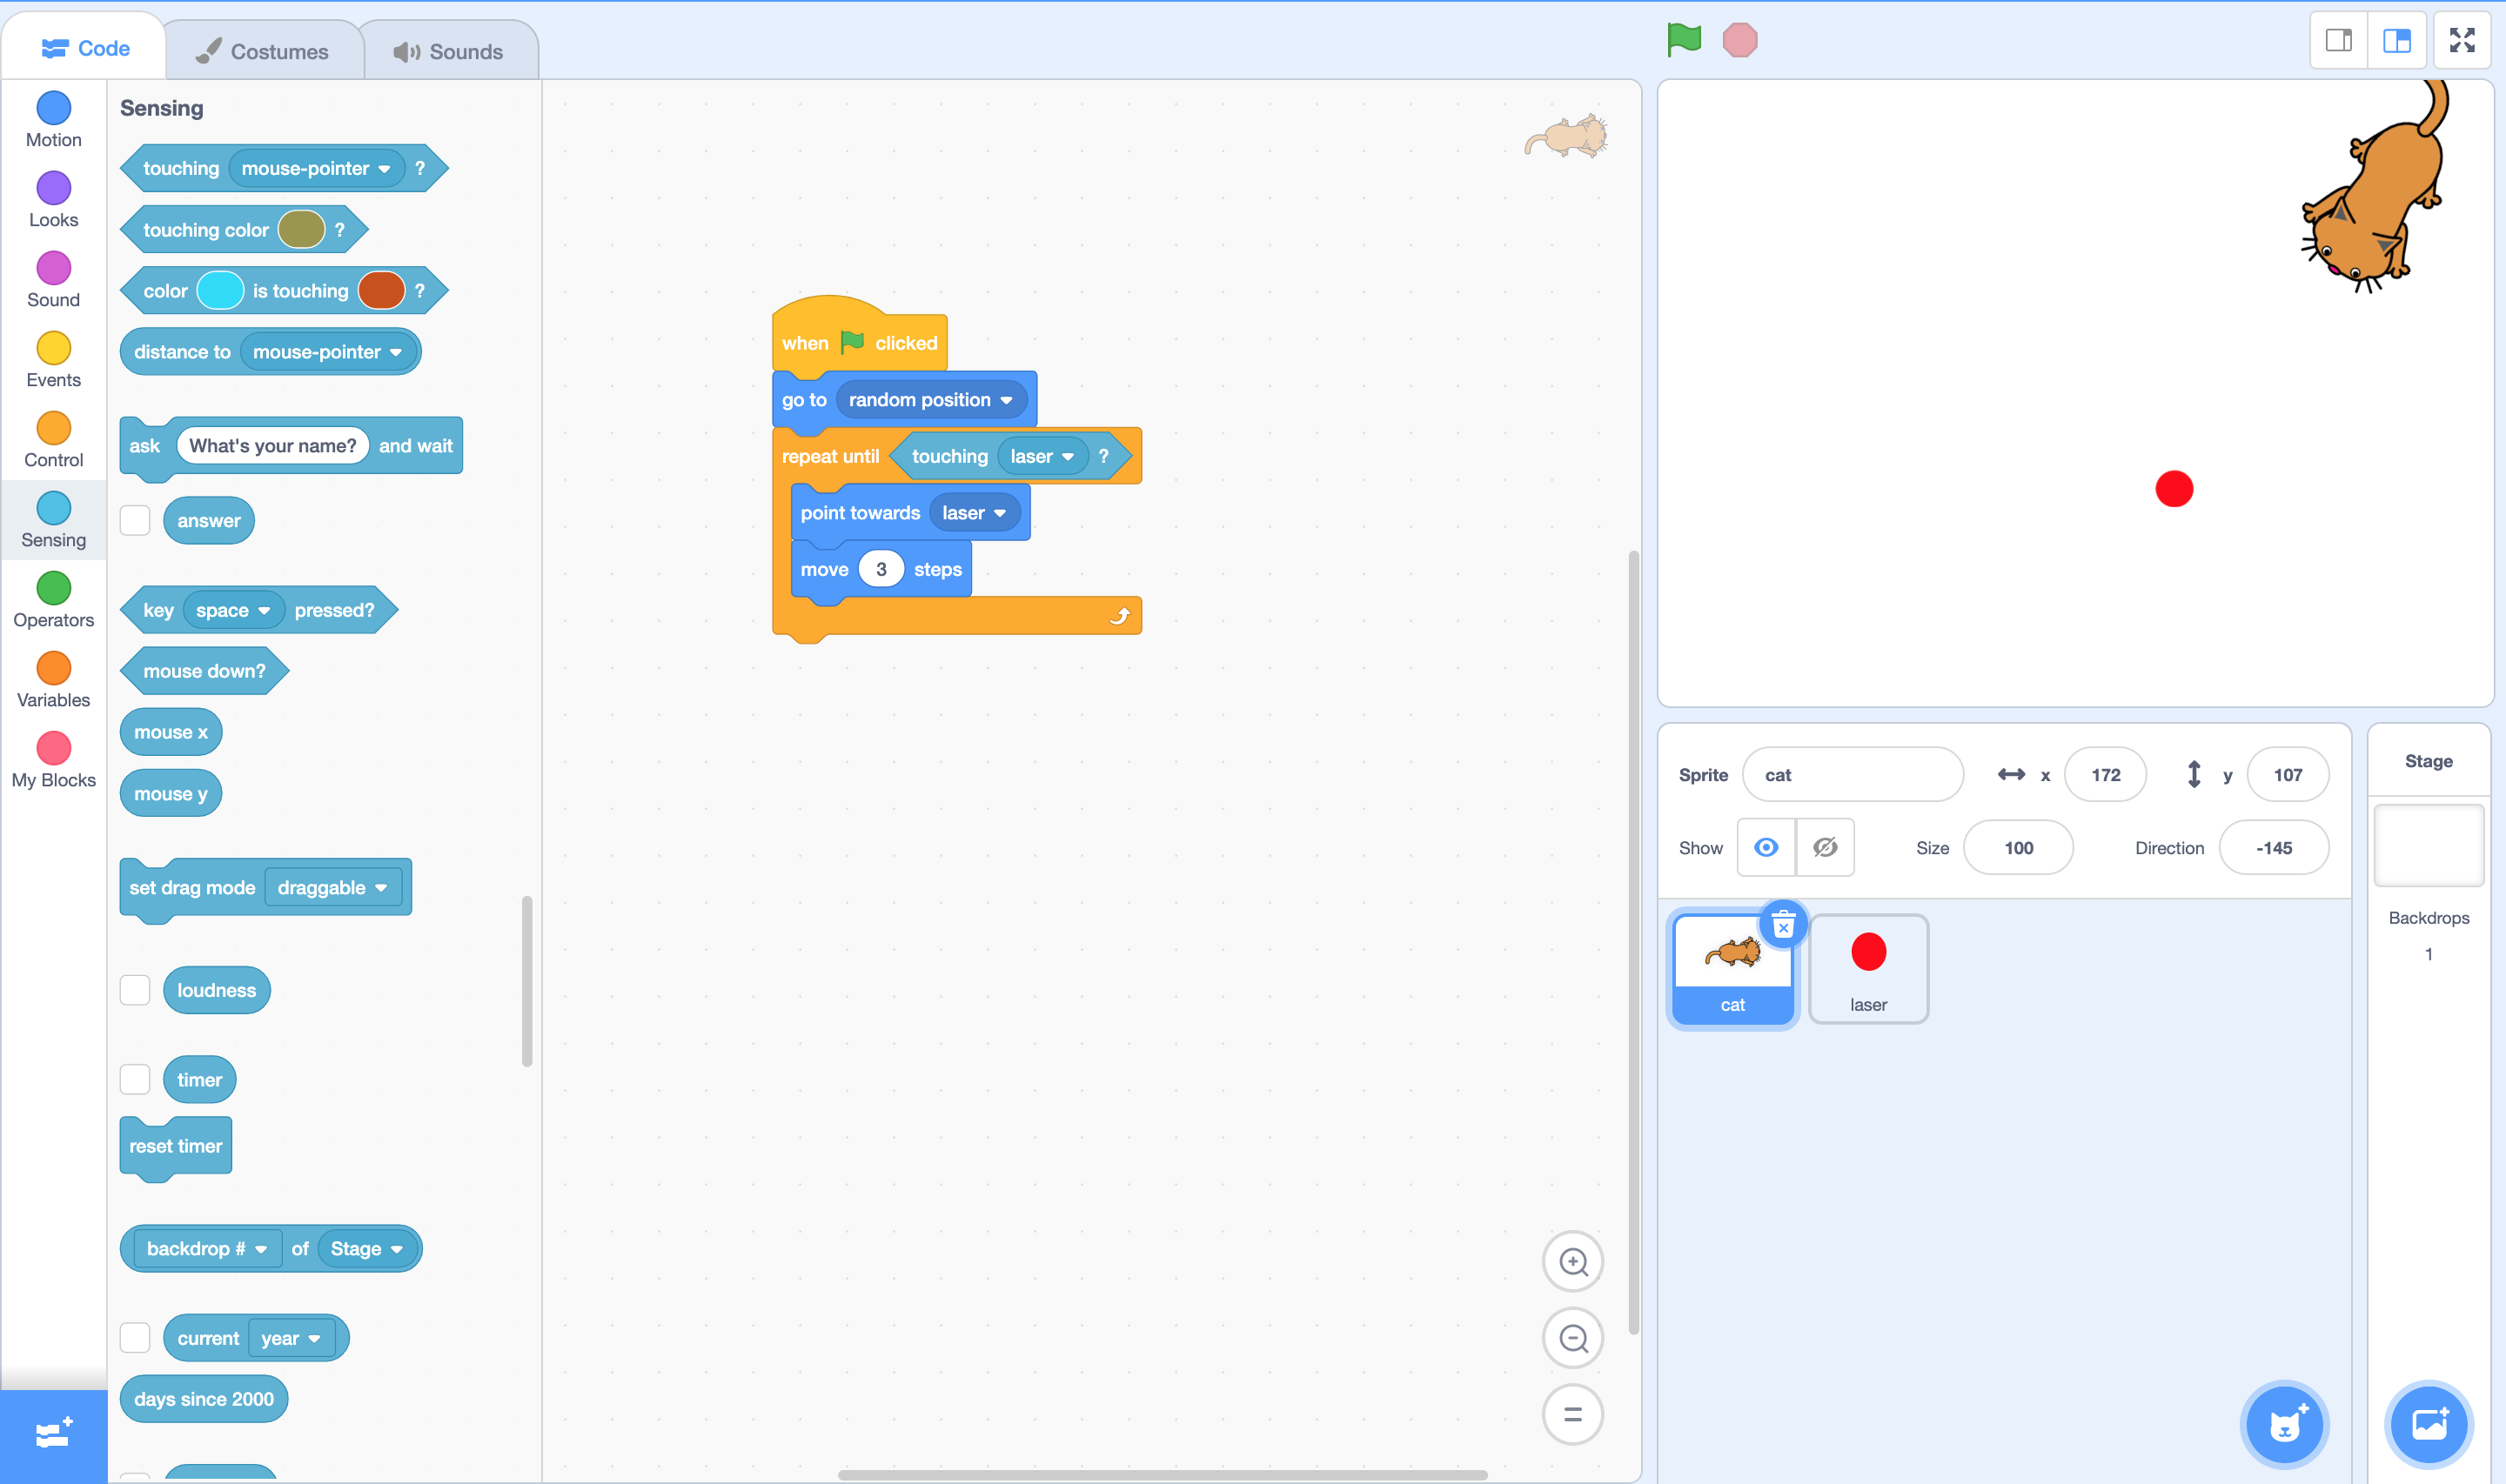 Code
Costumes
Sounds
Motion
Looks
Sound
Events
Control
Sensing
Operators
Variables
My Blocks
Sensing
touching mouse-pointer ?
touching color ?
color is touching ?
distance to mouse-pointer
ask What's your name? and wait
answer
key space pressed?
mouse down?
mouse x
mouse y
set drag mode draggable
loudness
timer
reset timer
backdrop # of Stage
current year
days since 2000
when clicked
go to random position
repeat until touching laser ?
point towards laser
move 3 steps
Sprite cat x 172 y 107
Show Size 100 Direction -145
cat
laser
Stage
Backdrops
1